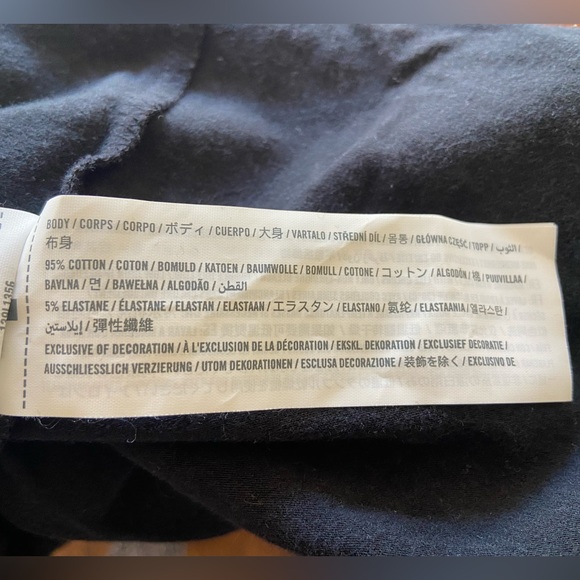 BODY / CORPS / CORPO / ボディ / CUERPO / 大身 / VARTALO / STŘEDNÍ DÍL / 몸통 / GŁÓWNA CZĘŚĆ / TOPP / الثوب /
布身
95% COTTON / COTON / BOMULD / KATOEN / BAUMWOLLE / BOMULL / COTONE / コットン / ALGODÓN / 棉 / PUUVILLAA /
BAVLNA / 면 / BAWEŁNA / ALGODÃO / القطن
5% ELASTANE / ÉLASTANE / ELASTAN / ELASTAAN / エラスタン / ELASTANO / 氨纶 / ELASTAANIA / 엘라스탄 /
إيلاستين / 彈性纖維
EXCLUSIVE OF DECORATION / À L'EXCLUSION DE LA DÉCORATION / EKSKL. DEKORATION / EXCLUSIEF DECORATIE /
AUSSCHLIESSLICH VERZIERUNG / UTOM DEKORATIONEN / ESCLUSA DECORAZIONE / 装飾を除く / EXCLUSIVO DE